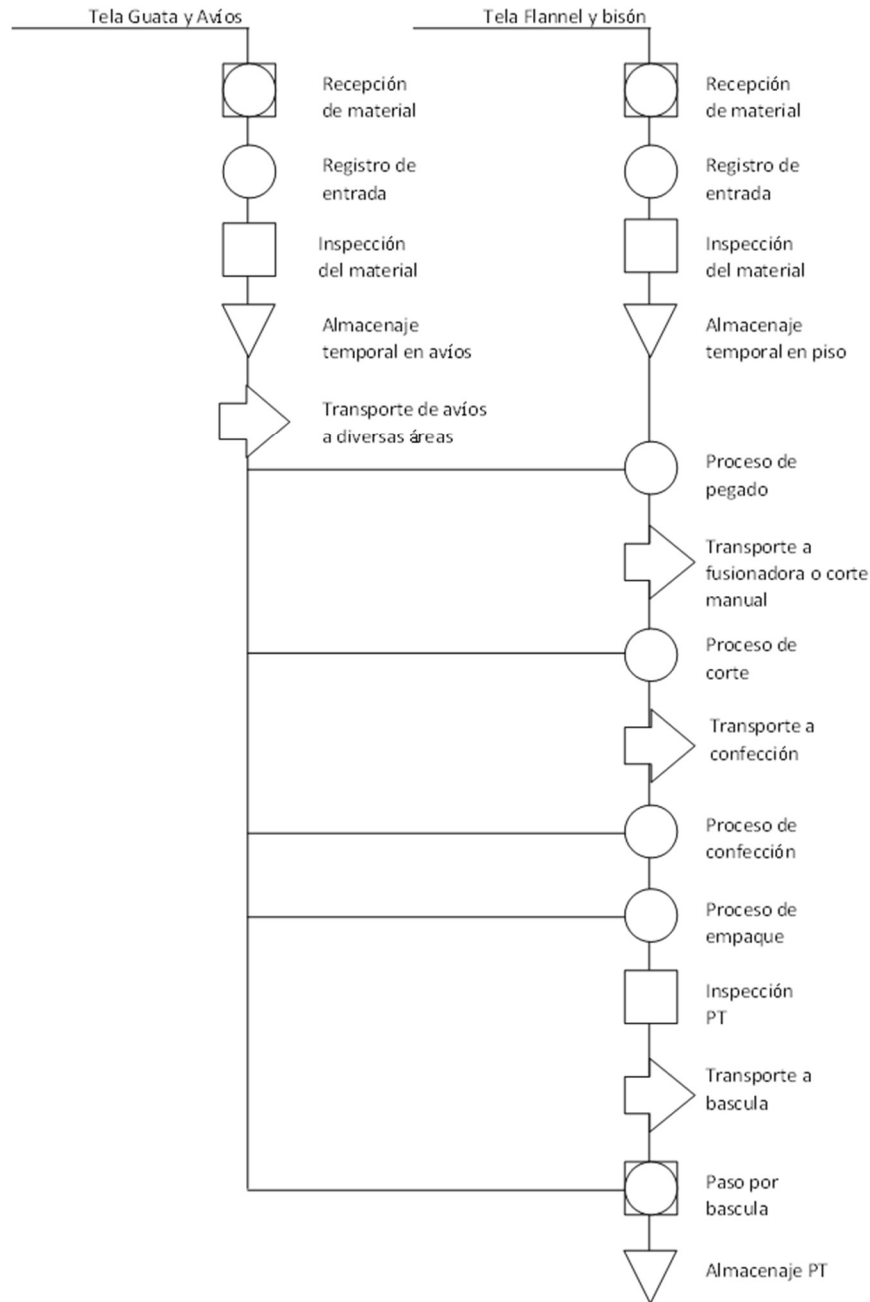 Tela Guata y Avíos
Tela Flannel y bisón
Recepción
de material
Recepción
de material
Registro de
entrada
Registro de
entrada
Inspección
del material
Inspección
del material
Almacenaje
temporal en avíos
Almacenaje
temporal en piso
Transporte de avíos
a diversas áreas
Proceso de
pegado
Transporte a
fusionadora o corte
manual
Proceso de
corte
Transporte a
confección
Proceso de
confección
Proceso de
empaque
Inspección
PT
Transporte a
bascula
Paso por
bascula
Almacenaje PT